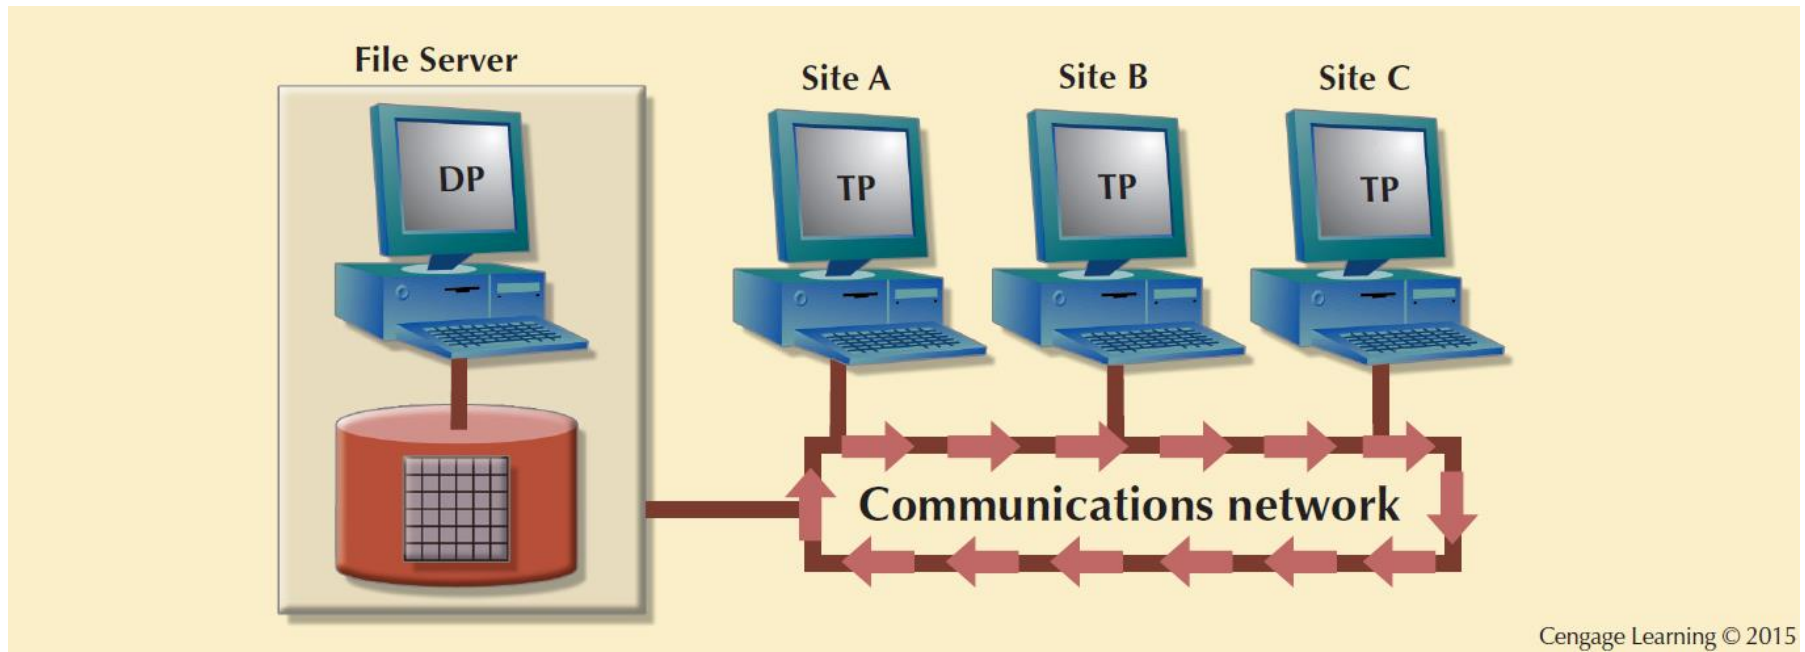 File Server
Site A
Site B
Site C
DP
TP
TP
TP
Communications network
Cengage Learning © 2015